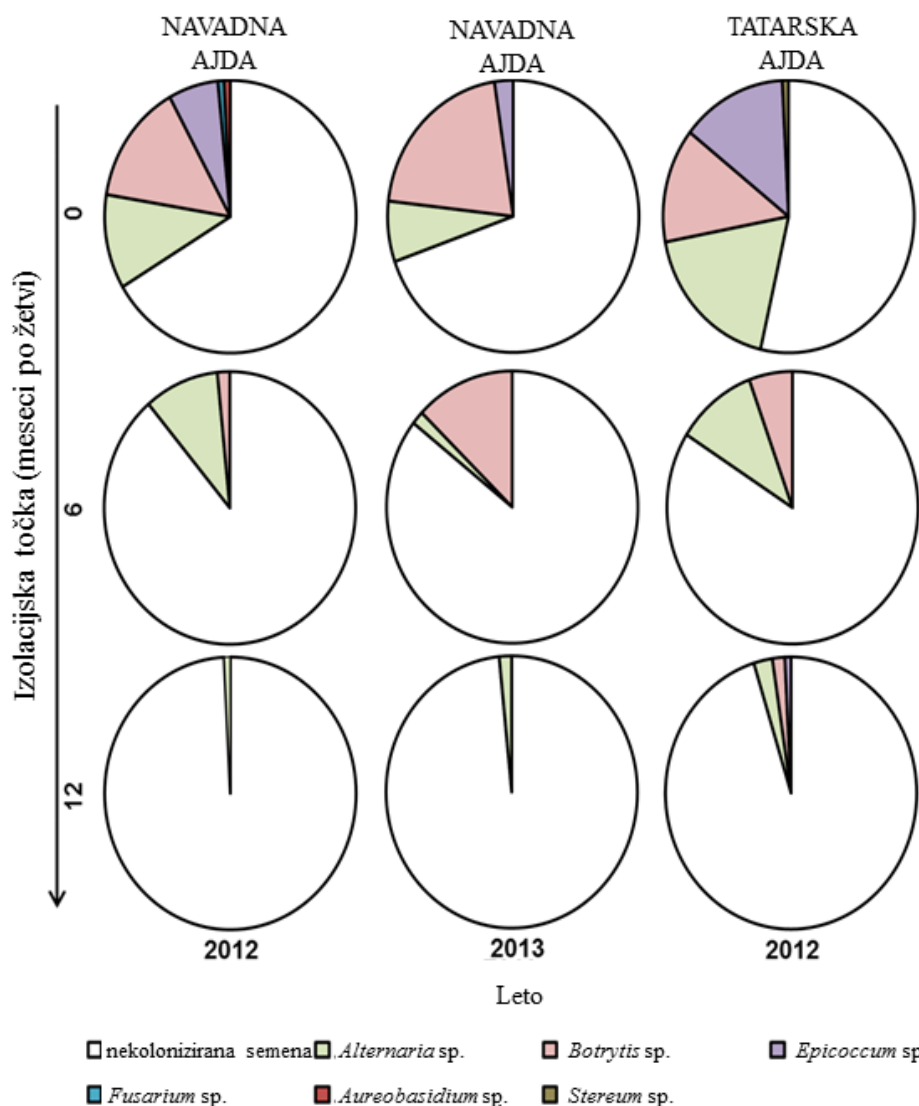 NAVADNA
AJDA
NAVADNA
AJDA
TATARSKA
AJDA
Izolacijska točka (meseci po žetvi)
0
6
12
2012
2013
2012
Leto
nekolonizirana semena
Alternaria sp.
Botrytis sp.
Epicoccum sp
Fusarium sp.
Aureobasidium sp.
Stereum sp.